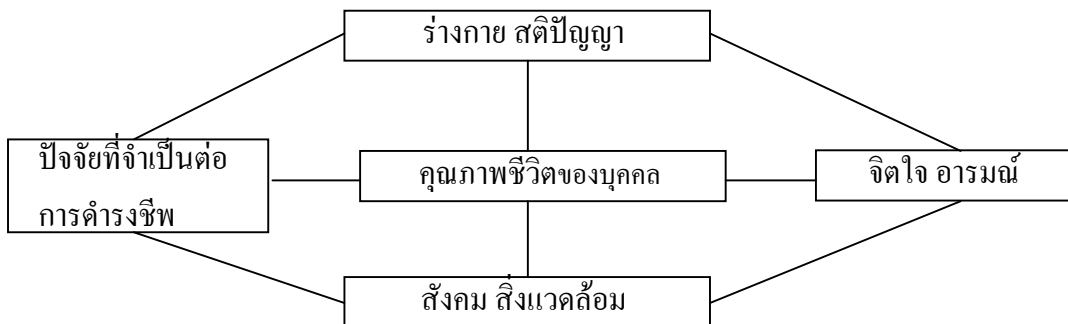 ร่างกาย สติปัญญา
ปัจจัยที่จำเป็นต่อ
การดำรงชีพ
คุณภาพชีวิตของบุคคล
จิตใจ อารมณ์
สังคม สิ่งแวดล้อม